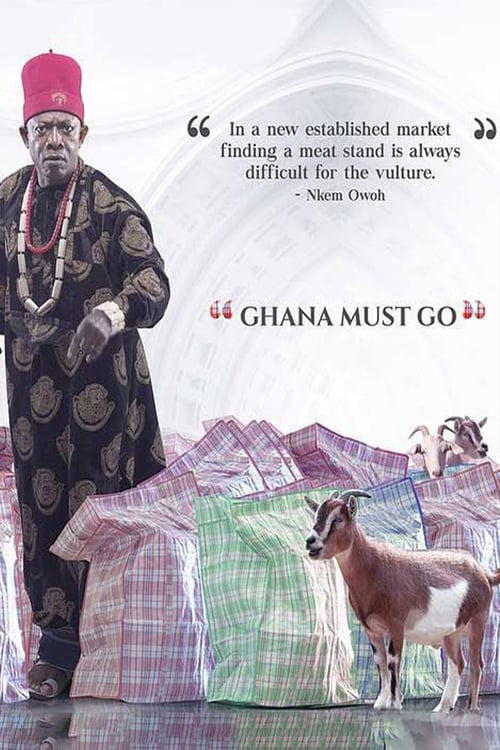 “ In a new established market ”
finding a meat stand is always
difficult for the vulture.
- Nkem Owoh
“ GHANA MUST GO ”